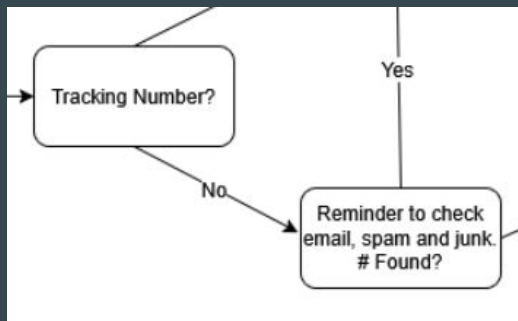 Yes
Tracking Number?
No
Reminder to check
email, spam and junk.
# Found?